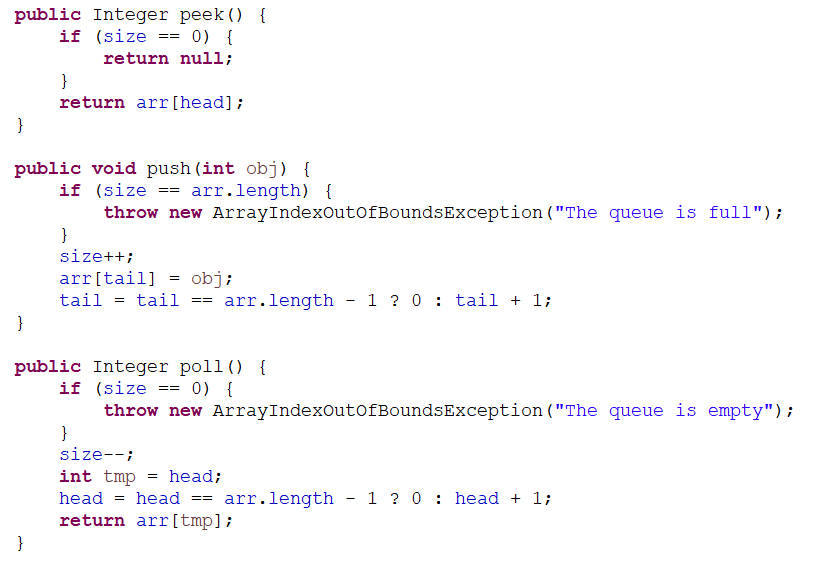 public Integer peek() {
    if (size == 0) {
        return null;
    }
    return arr[head];
}

public void push(int obj) {
    if (size == arr.length) {
        throw new ArrayIndexOutOfBoundsException("The queue is full");
    }
    size++;
    arr[tail] = obj;
    tail = tail == arr.length - 1 ? 0 : tail + 1;
}

public Integer poll() {
    if (size == 0) {
        throw new ArrayIndexOutOfBoundsException("The queue is empty");
    }
    size--;
    int tmp = head;
    head = head == arr.length - 1 ? 0 : head + 1;
    return arr[tmp];
}